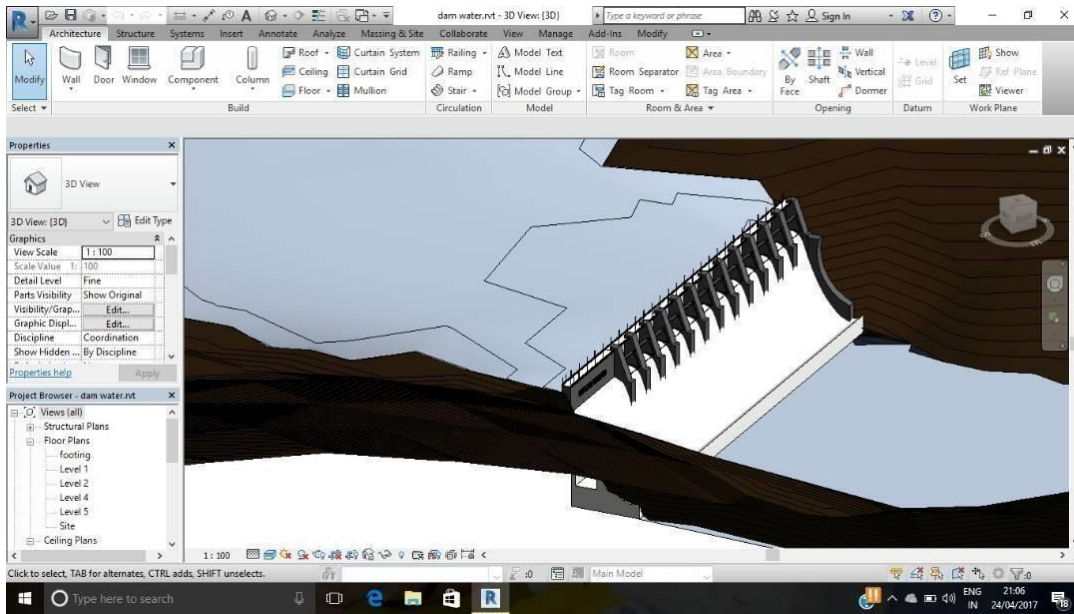 dam water.rvt - 3D View: {3D}
Type a keyword or phrase
Sign In
Architecture Structure Systems Insert Annotate Analyze Massing & Site Collaborate View Manage Add-Ins Modify
Modify Wall Door Window Component Column
Roof Curtain System
Ceiling Curtain Grid
Floor Mullion
Railing
Ramp
Stair
Model Text
Model Line
Model Group
Room
Room Separator
Tag Room
Area
Area Boundary
Tag Area
By Face
Shaft
Wall
Vertical
Dormer
Level
Grid
Set
Show
Ref Plane
Viewer
Select Build Circulation Model Room & Area Opening Datum Work Plane
Properties
3D View
3D View: {3D} Edit Type
Graphics
View Scale 1 : 100
Scale Value 1: 100
Detail Level Fine
Parts Visibility Show Original
Visibility/Grap... Edit...
Graphic Displ... Edit...
Discipline Coordination
Show Hidden ... By Discipline
Properties help Apply
Project Browser - dam water.rvt
Views (all)
Structural Plans
Floor Plans
footing
Level 1
Level 2
Level 4
Level 5
Site
Ceiling Plans
1 : 100
Click to select, TAB for alternates, CTRL adds, SHIFT unselects.
:0
Main Model
:0
Type here to search
ENG
IN
21:06
24/04/2017
18